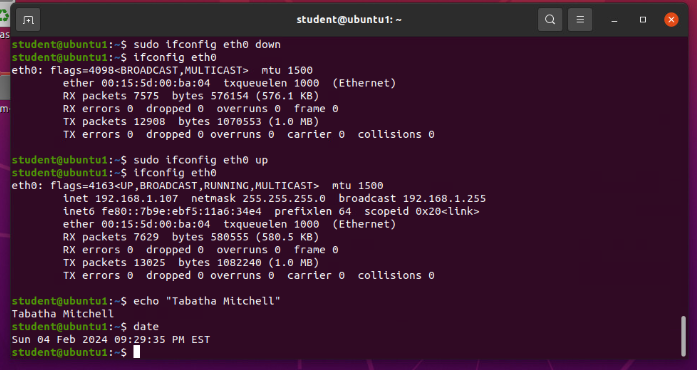 student@ubuntu1: ~
as
student@ubuntu1:~$ sudo ifconfig eth0 down
student@ubuntu1:~$ ifconfig eth0
eth0: flags=4098<BROADCAST,MULTICAST>  mtu 1500
        ether 00:15:5d:00:ba:04  txqueuelen 1000  (Ethernet)
        RX packets 7575  bytes 576154 (576.1 KB)
        RX errors 0  dropped 0  overruns 0  frame 0
        TX packets 12908  bytes 1070553 (1.0 MB)
        TX errors 0  dropped 0 overruns 0  carrier 0  collisions 0

student@ubuntu1:~$ sudo ifconfig eth0 up
student@ubuntu1:~$ ifconfig eth0
eth0: flags=4163<UP,BROADCAST,RUNNING,MULTICAST>  mtu 1500
        inet 192.168.1.107  netmask 255.255.255.0  broadcast 192.168.1.255
        inet6 fe80::7b9e:ebf5:11a6:34e4  prefixlen 64  scopeid 0x20<link>
        ether 00:15:5d:00:ba:04  txqueuelen 1000  (Ethernet)
        RX packets 7629  bytes 580555 (580.5 KB)
        RX errors 0  dropped 0  overruns 0  frame 0
        TX packets 13025  bytes 1082240 (1.0 MB)
        TX errors 0  dropped 0 overruns 0  carrier 0  collisions 0

student@ubuntu1:~$ echo "Tabatha Mitchell"
Tabatha Mitchell
student@ubuntu1:~$ date
Sun 04 Feb 2024 09:29:35 PM EST
student@ubuntu1:~$